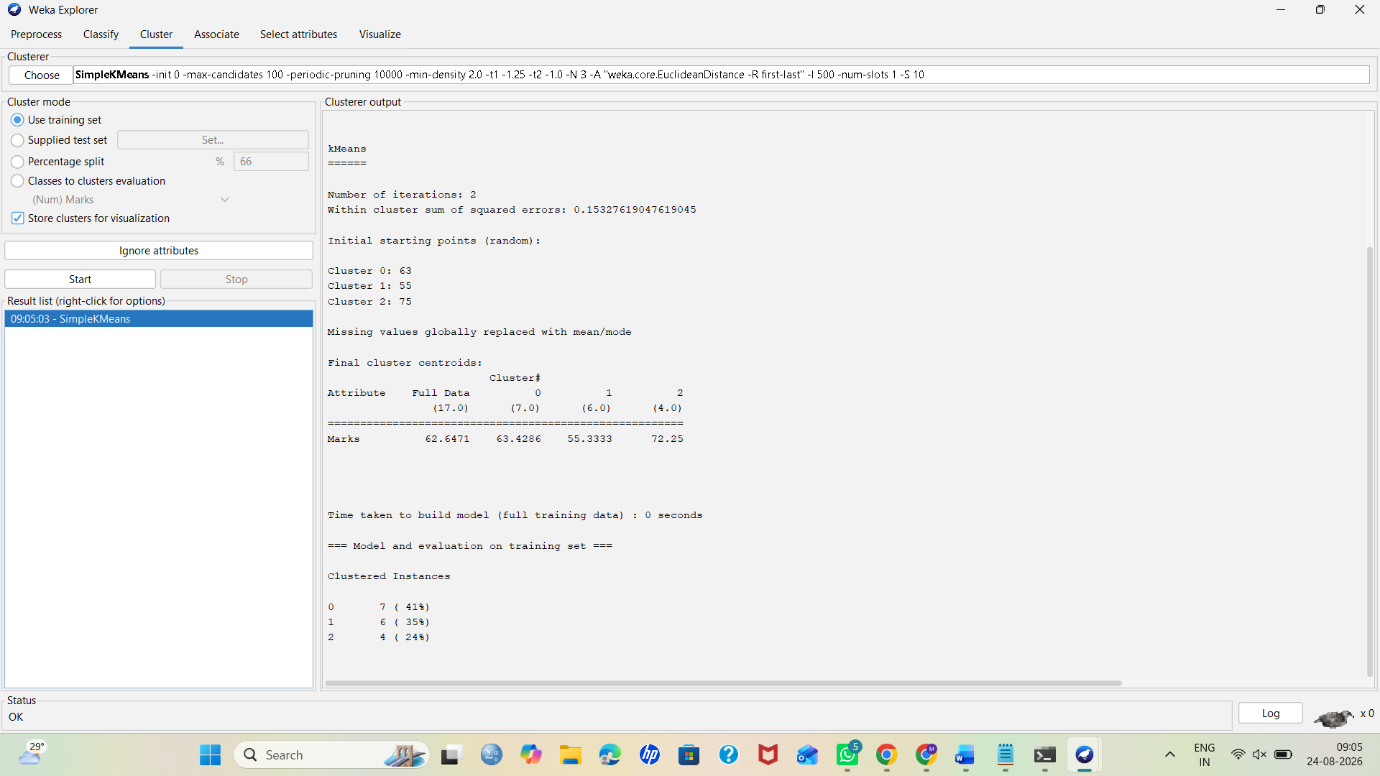 Weka Explorer
Preprocess Classify Cluster Associate Select attributes Visualize
Clusterer
Choose SimpleKMeans -init 0 -max-candidates 100 -periodic-pruning 10000 -min-density 2.0 -t1 -1.25 -t2 -1.0 -N 3 -A "weka.core.EuclideanDistance -R first-last" -I 500 -num-slots 1 -S 10
Cluster mode
Use training set
Supplied test set Set...
Percentage split % 66
Classes to clusters evaluation
(Num) Marks
Store clusters for visualization
Ignore attributes
Start Stop
Result list (right-click for options)
09:05:03 - SimpleKMeans
Clusterer output
kMeans
======
Number of iterations: 2
Within cluster sum of squared errors: 0.15327619047619045
Initial starting points (random):
Cluster 0: 63
Cluster 1: 55
Cluster 2: 75
Missing values globally replaced with mean/mode
Final cluster centroids:
Cluster#
Attribute Full Data 0 1 2
(17.0) (7.0) (6.0) (4.0)
=========================================================
Marks 62.6471 63.4286 55.3333 72.25
Time taken to build model (full training data) : 0 seconds
=== Model and evaluation on training set ===
Clustered Instances
0 7 ( 41%)
1 6 ( 35%)
2 4 ( 24%)
Status
OK
Log x 0
29°
Search
hp
5
M
ENG
IN
09:05
24-08-2026